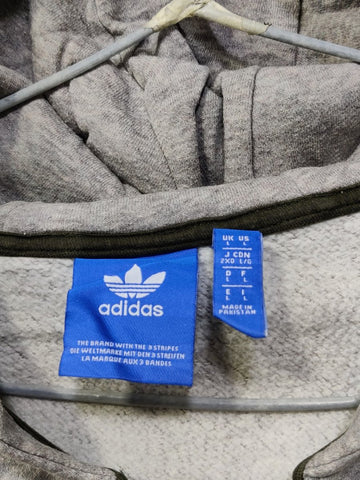 adidas
THE BRAND WITH THE 3 STRIPES
DIE WELTMARKE MIT DEN 3 STREIFEN
LA MARQUE AUX 3 BANDES
UK US
L L
J CDN
2XO L/G
D F
L L
E I
L L
MADE IN
PAKISTAN